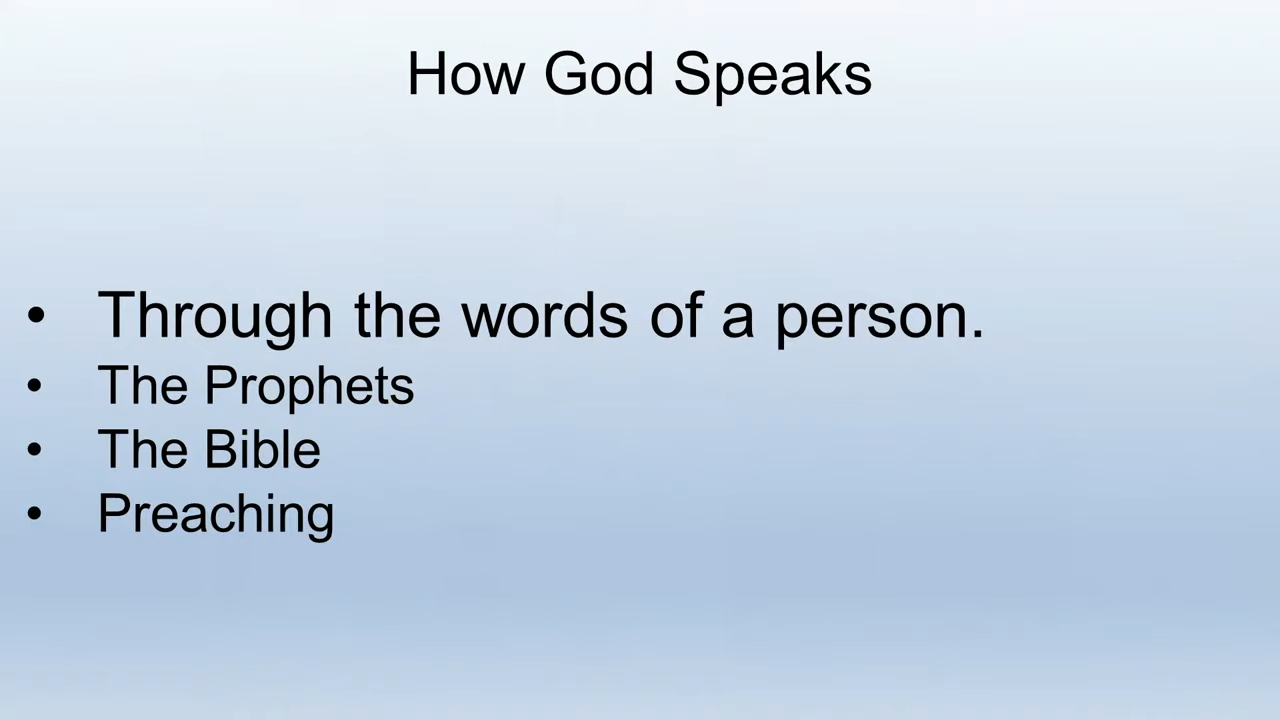 How God Speaks
• Through the words of a person.
• The Prophets
• The Bible
• Preaching